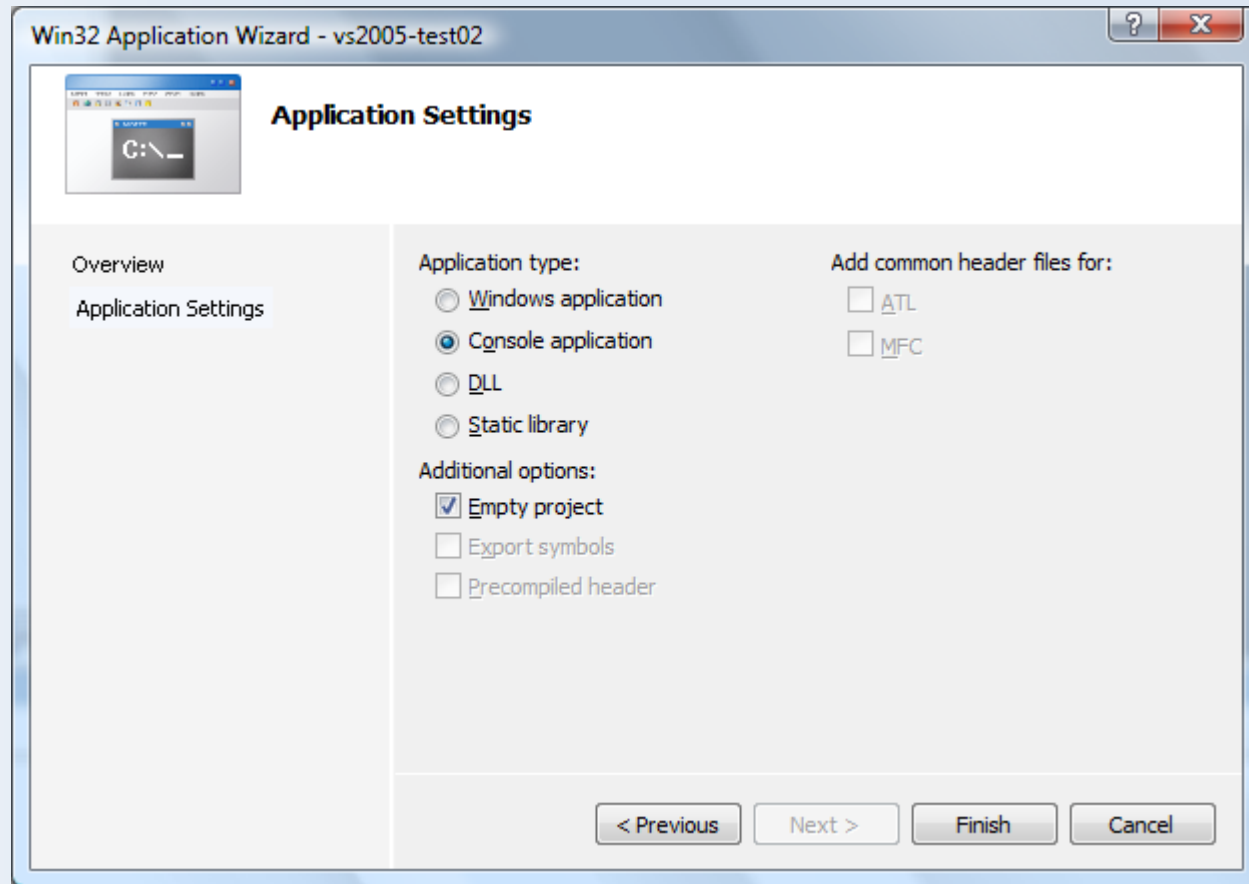 Win32 Application Wizard - vs2005-test02
?
X
C:\_
Application Settings
Overview
Application Settings
Application type:
Windows application
Console application
DLL
Static library
Additional options:
Empty project
Export symbols
Precompiled header
Add common header files for:
ATL
MFC
< Previous
Next >
Finish
Cancel